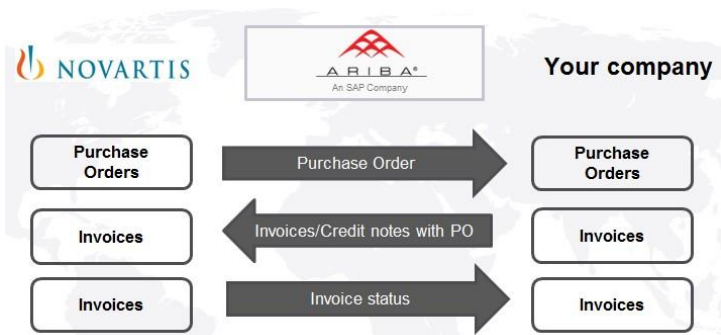 NOVARTIS
ARIBA®
An SAP Company
Your company
Purchase
Orders
Purchase Order
Purchase
Orders
Invoices
Invoices/Credit notes with PO
Invoices
Invoices
Invoice status
Invoices